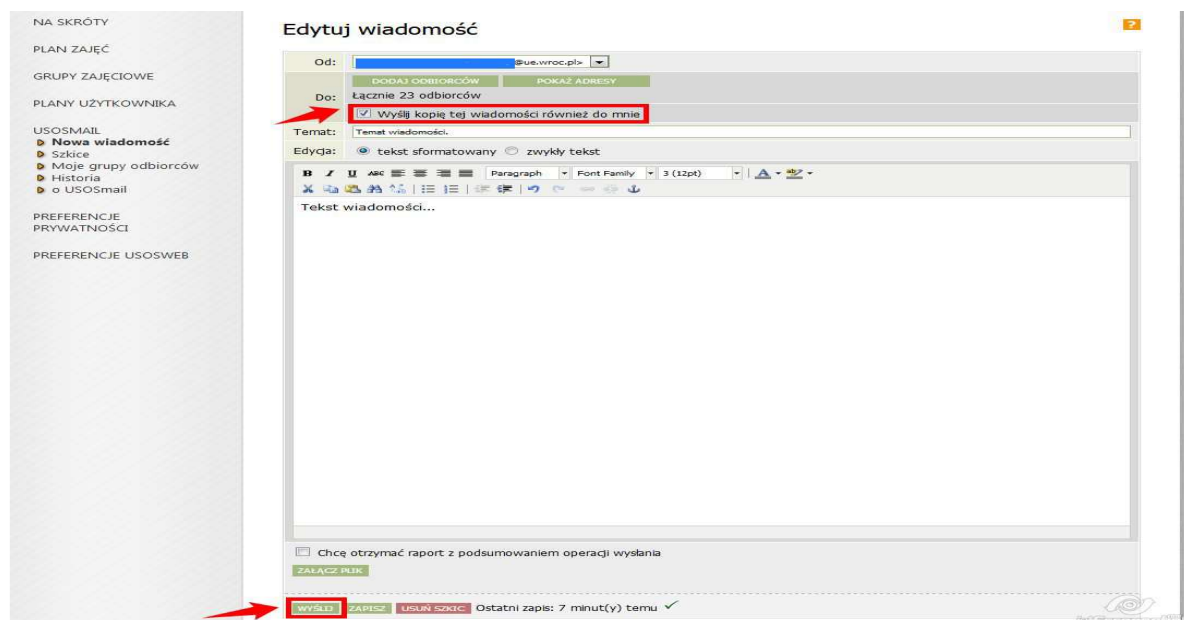 NA SKRÓTY
PLAN ZAJĘĆ
GRUPY ZAJĘCIOWE
PLANY UŻYTKOWNIKA
USOSMAIL
Nowa wiadomość
Szkice
Moje grupy odbiorców
Historia
o USOSmail
PREFERENCJE
PRYWATNOŚCI
PREFERENCJE USOSWEB
Edytuj wiadomość
?
Od: @ue.wroc.pl>
DODAJ ODBIORCÓW POKAŻ ADRESY
Do: Łącznie 23 odbiorców
Wyślij kopię tej wiadomości również do mnie
Temat: Temat wiadomości.
Edycja: tekst sformatowany zwykły tekst
B I U ABC Paragraph Font Family 3 (12pt) A ab
Tekst wiadomości...
Chcę otrzymać raport z podsumowaniem operacji wysłania
ZAŁĄCZ PLIK
WYŚLIJ ZAPISZ USUŃ SZKIC Ostatni zapis: 7 minut(y) temu